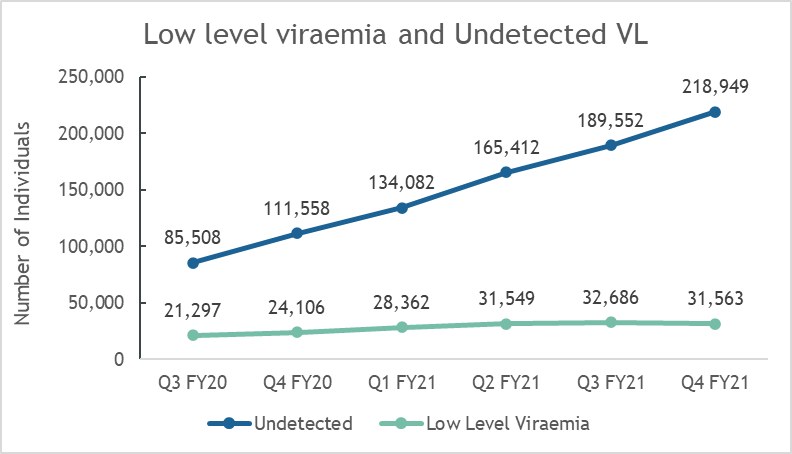 Low level viraemia and Undetected VL
Number of Individuals
250,000
200,000
150,000
100,000
50,000
0
85,508
111,558
134,082
165,412
189,552
218,949
21,297
24,106
28,362
31,549
32,686
31,563
Q3 FY20
Q4 FY20
Q1 FY21
Q2 FY21
Q3 FY21
Q4 FY21
Undetected
Low Level Viraemia